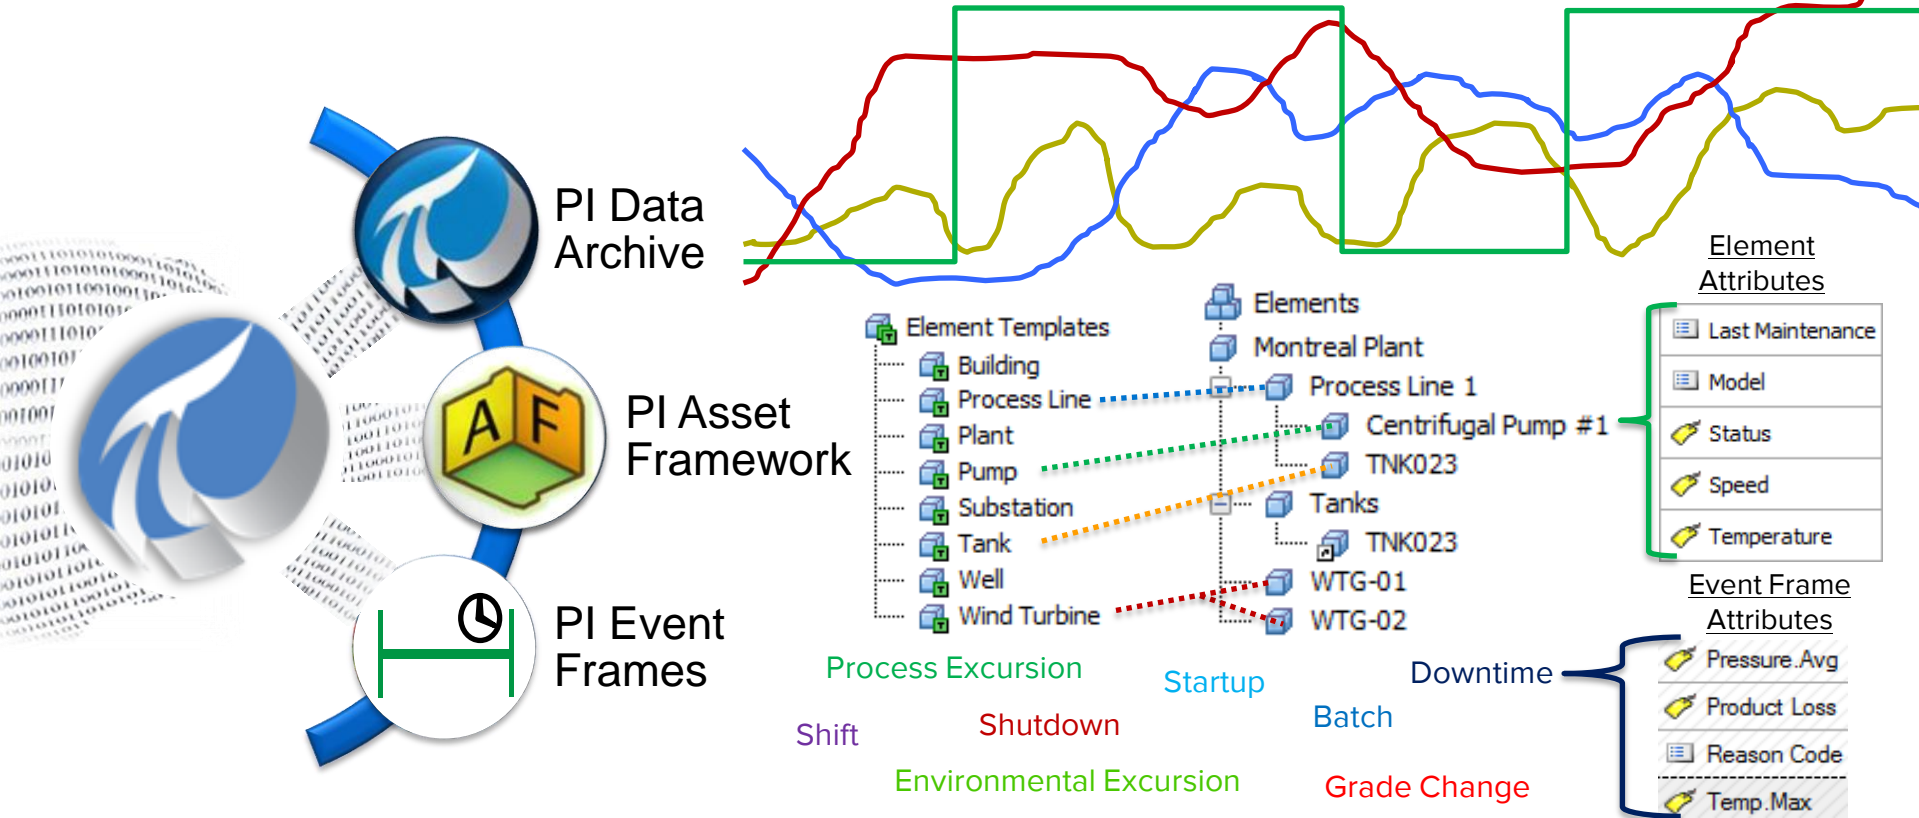 PI Data
Archive
PI Asset
Framework
PI Event
Frames
A F
Element Templates
Building
Process Line
Plant
Pump
Substation
Tank
Well
Wind Turbine
Elements
Montreal Plant
Process Line 1
Centrifugal Pump #1
TNK023
Tanks
TNK023
WTG-01
WTG-02
Element
Attributes
Last Maintenance
Model
Status
Speed
Temperature
Event Frame
Attributes
Pressure.Avg
Product Loss
Reason Code
Temp.Max
Process Excursion
Startup
Downtime
Shift
Shutdown
Batch
Environmental Excursion
Grade Change